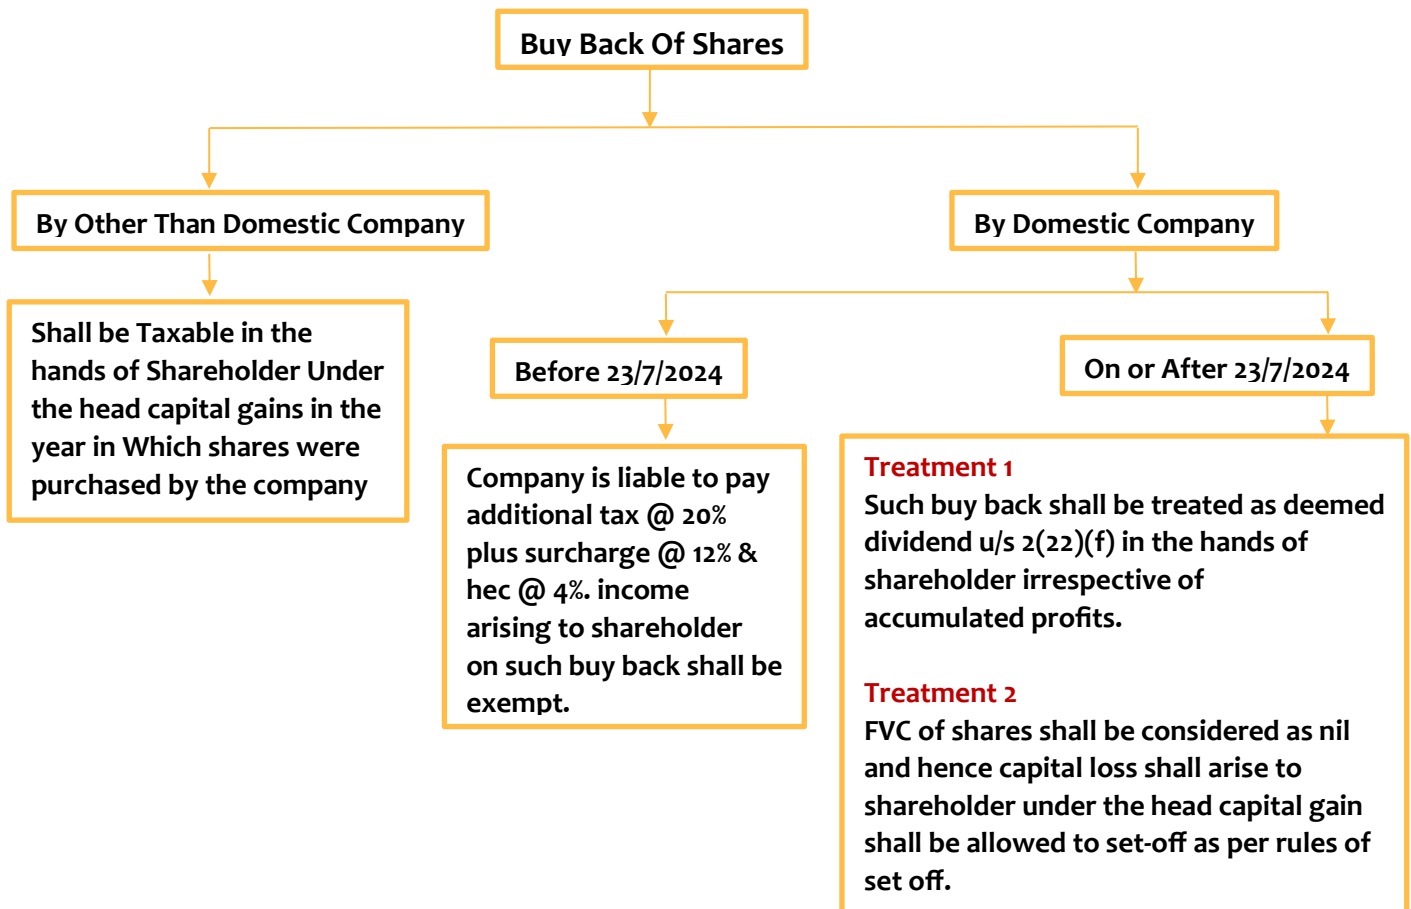 Buy Back Of Shares
By Other Than Domestic Company
By Domestic Company
Shall be Taxable in the
hands of Shareholder Under
the head capital gains in the
year in Which shares were
purchased by the company
Before 23/7/2024
On or After 23/7/2024
Company is liable to pay
additional tax @ 20%
plus surcharge @ 12% &
hec @ 4%. income
arising to shareholder
on such buy back shall be
exempt.
Treatment 1
Such buy back shall be treated as deemed
dividend u/s 2(22)(f) in the hands of
shareholder irrespective of
accumulated profits.
Treatment 2
FVC of shares shall be considered as nil
and hence capital loss shall arise to
shareholder under the head capital gain
shall be allowed to set-off as per rules of
set off.